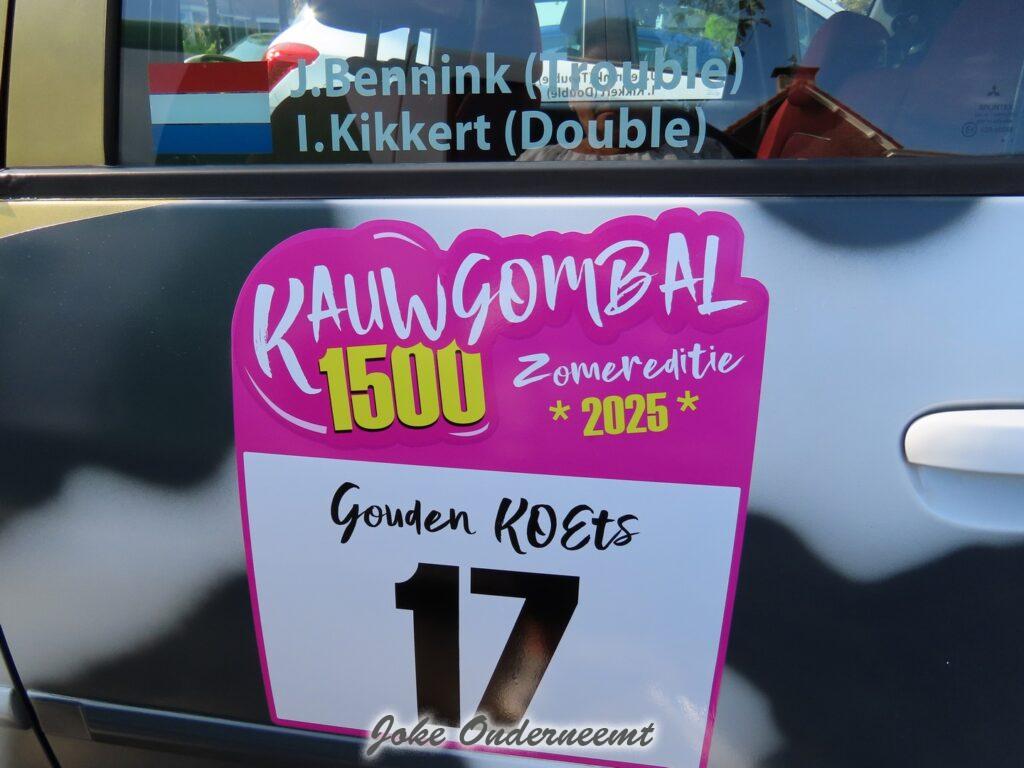 J.Bennink (Trouble)
I.Kikkert (Double)
KAUWGOMBAL
1500
Zomereditie
* 2025 *
Gouden KOEts
17
Joke Onderneemt